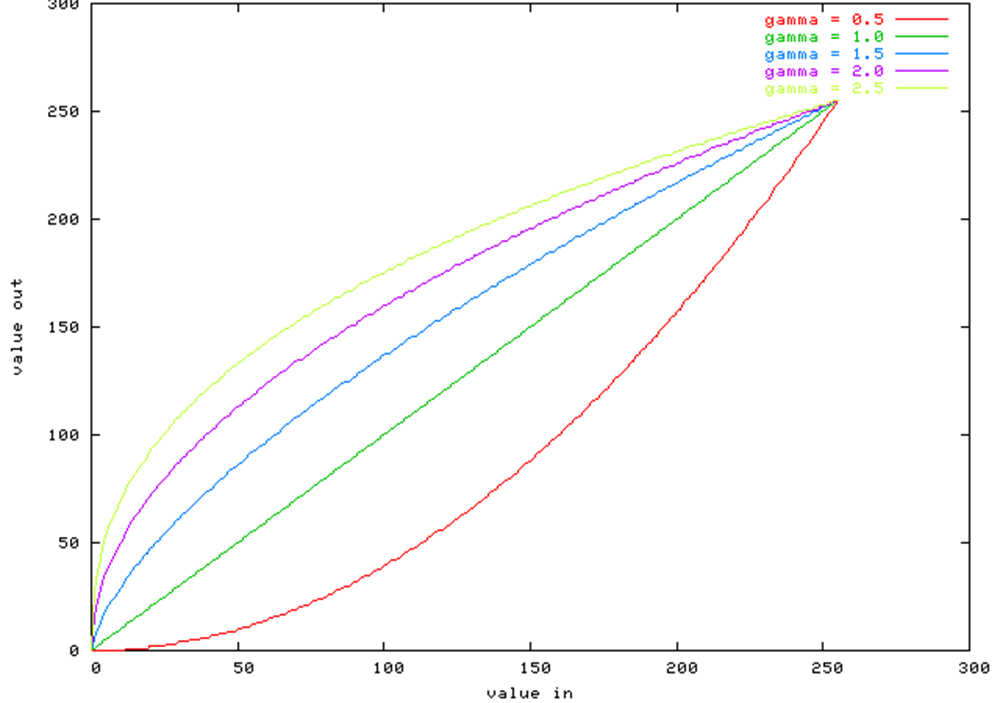 300
250
200
150
100
50
0
value out
gamma = 0.5
gamma = 1.0
gamma = 1.5
gamma = 2.0
gamma = 2.5
0 50 100 150 200 250 300
value in